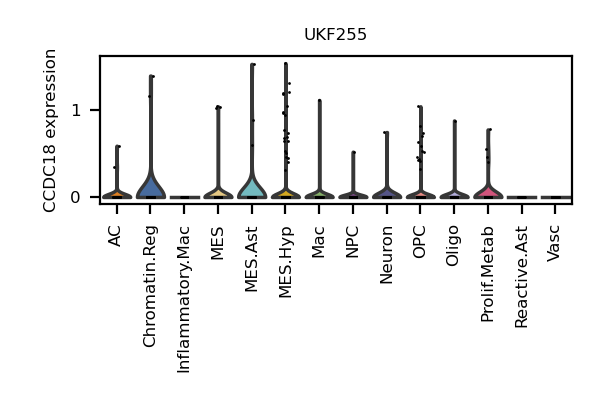 UKF255
CCDC18 expression
1
0
AC
Chromatin.Reg
Inflammatory.Mac
MES
MES.Ast
MES.Hyp
Mac
NPC
Neuron
OPC
Oligo
Prolif.Metab
Reactive.Ast
Vasc